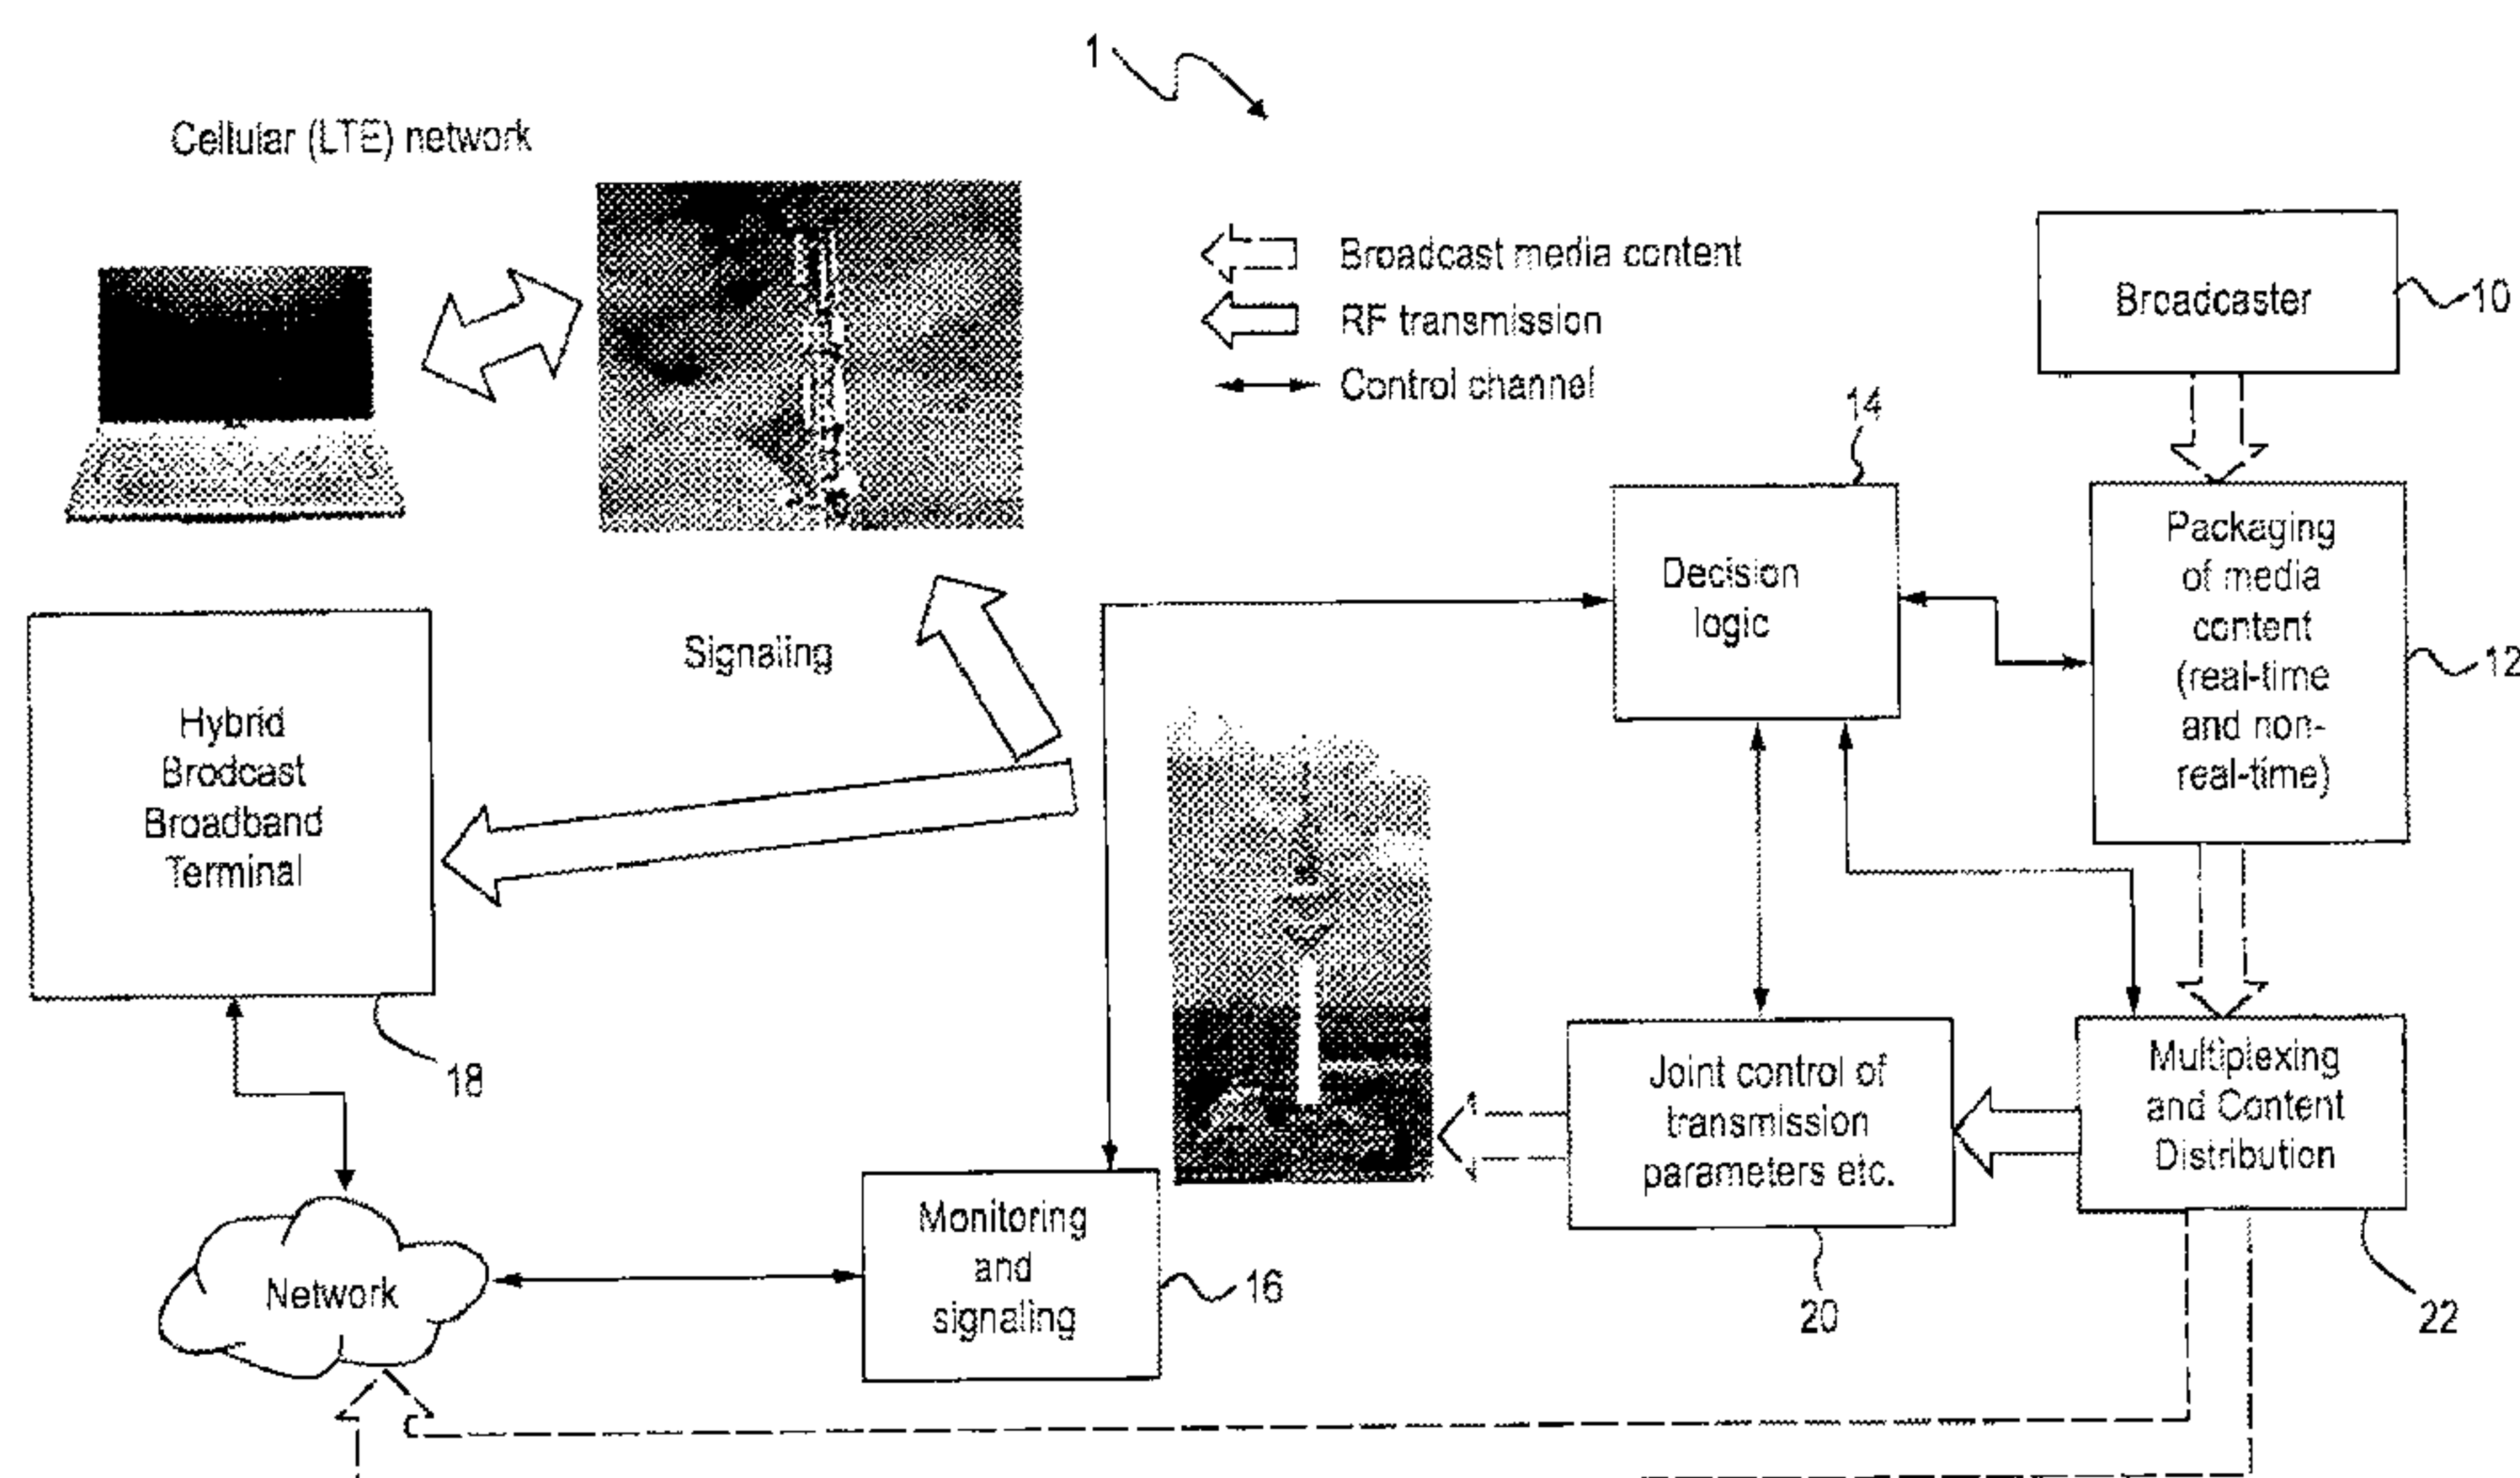 1
Cellular (LTE) network
Broadcast media content
RF transmission
Control channel
Broadcaster
10
14
Decision
logic
Packaging
of media
content
(real-time
and non-
real-time)
12
Signaling
Hybrid
Brodcast
Broadband
Terminal
18
Joint control of
transmission
parameters etc.
20
Multiplexing
and Content
Distribution
22
Monitoring
and
signaling
16
Network